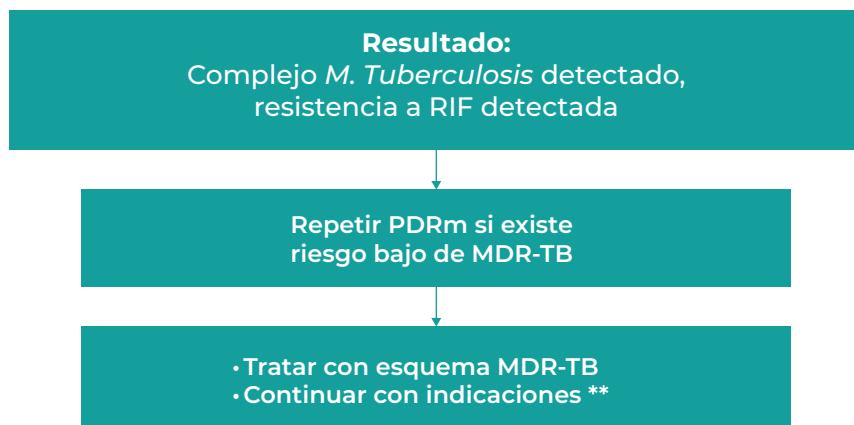 Resultado:
Complejo M. Tuberculosis detectado,
resistencia a RIF detectada
Repetir PDRm si existe
riesgo bajo de MDR-TB
• Tratar con esquema MDR-TB
• Continuar con indicaciones **